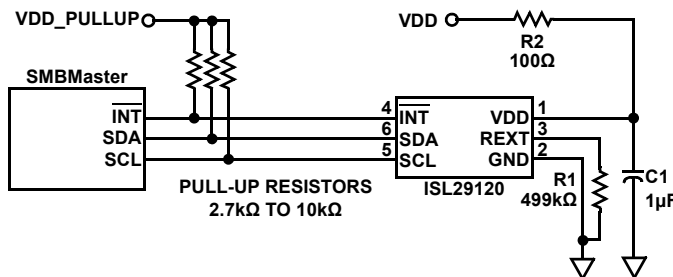 VDD_PULLUP
VDD
R2
100Ω
SMBMaster
INT
SDA
SCL
4
6
5
INT
SDA
SCL
VDD
REXT
GND
1
3
2
ISL29120
PULL-UP RESISTORS
2.7kΩ TO 10kΩ
R1
499kΩ
C1
1µF